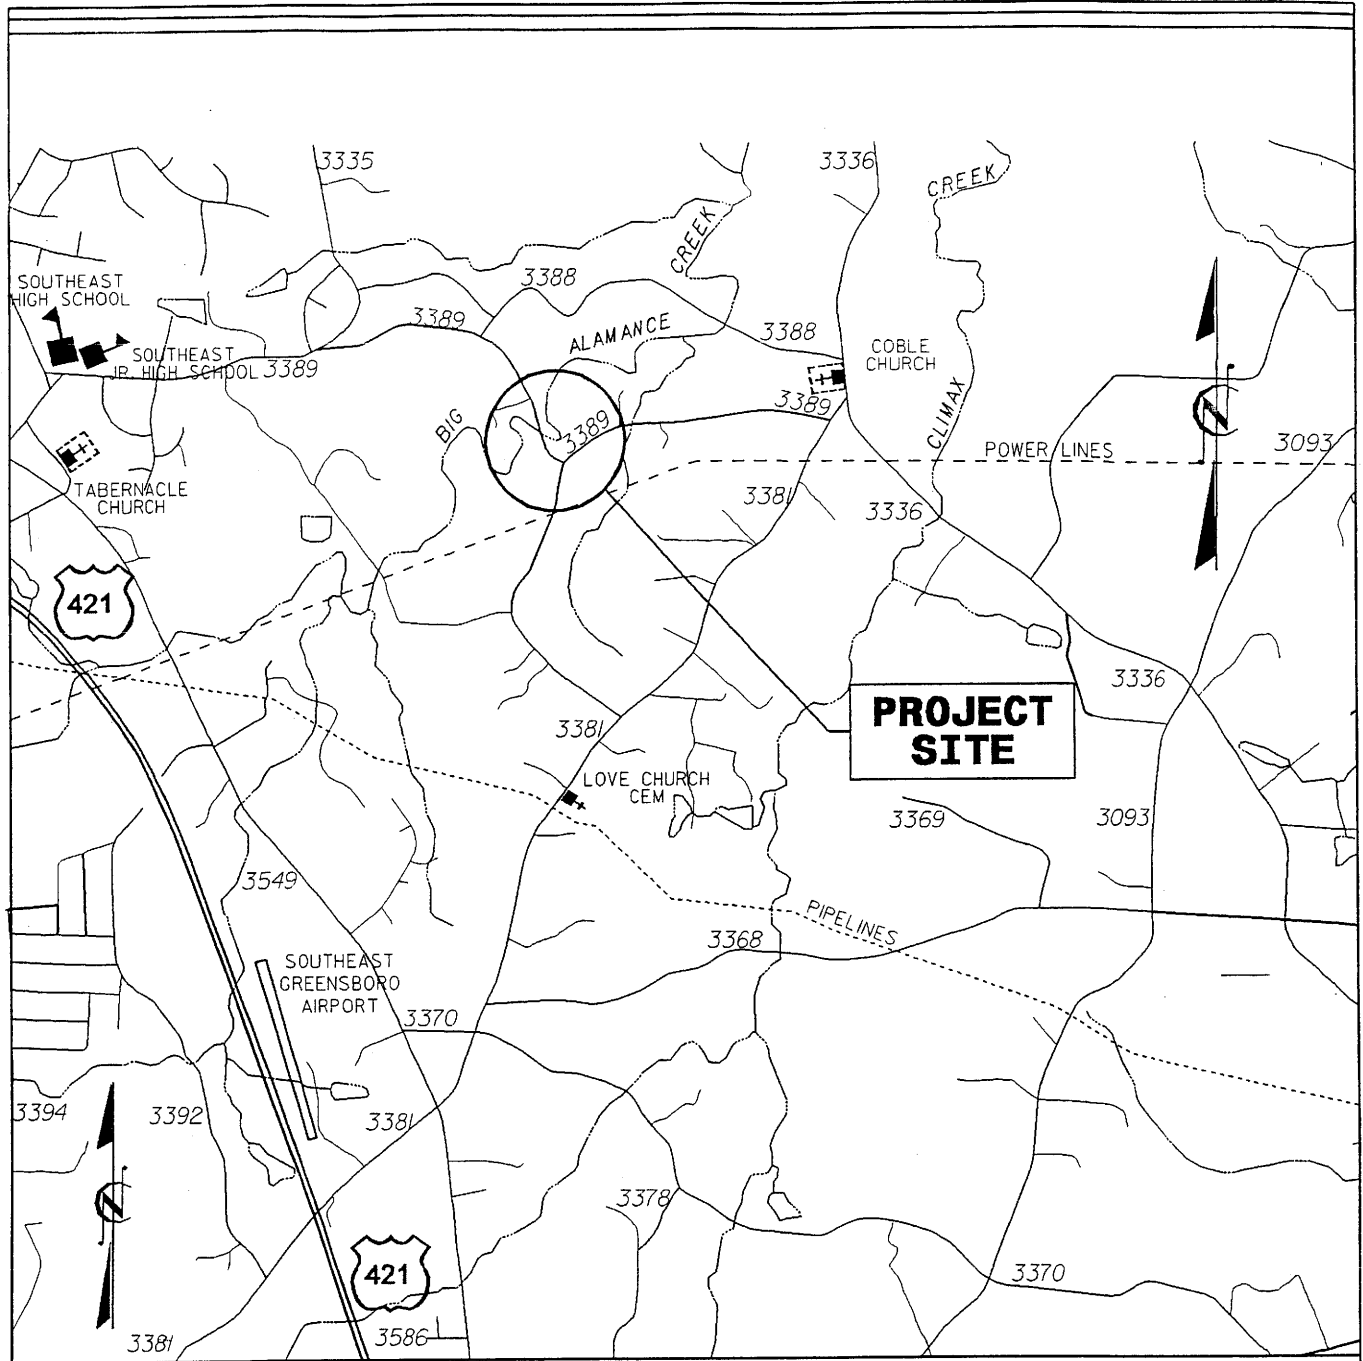 3335
3336
CREEK
CREEK
SOUTHEAST
HIGH SCHOOL
3388
3389
ALAMANCE
3388
COBLE
CHURCH
SOUTHEAST
JR. HIGH SCHOOL
3389
3389
BIG
3389
CLIMAX
POWER LINES
3093
N
TABERNACLE
CHURCH
3381
3336
421
3336
PROJECT
SITE
3381
LOVE CHURCH
CEM
3369
3093
3549
PIPELINES
3368
SOUTHEAST
GREENSBORO
AIRPORT
3370
3394
3392
3381
N
3378
421
3370
3381
3586